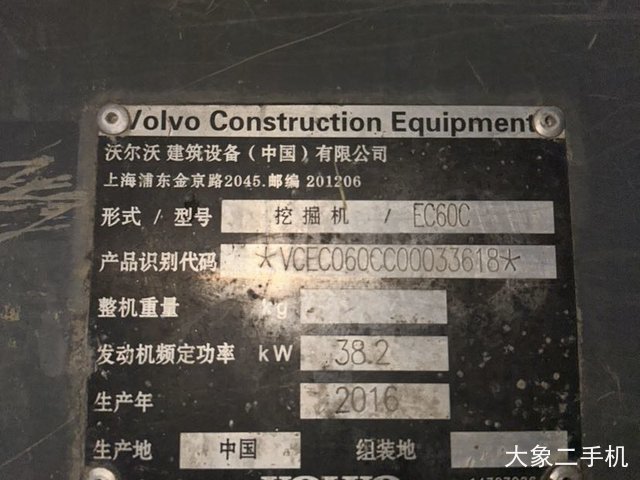 Volvo Construction Equipment
沃尔沃 建筑设备（中国）有限公司
上海浦东金京路2045.邮编 201206
形式 / 型号 挖掘机 / EC60C
产品识别代码 *VCEC060CC00033618*
整机重量 kg
发动机频定功率 kW 38.2
生产年 2016
生产地 中国 组装地
大象二手机